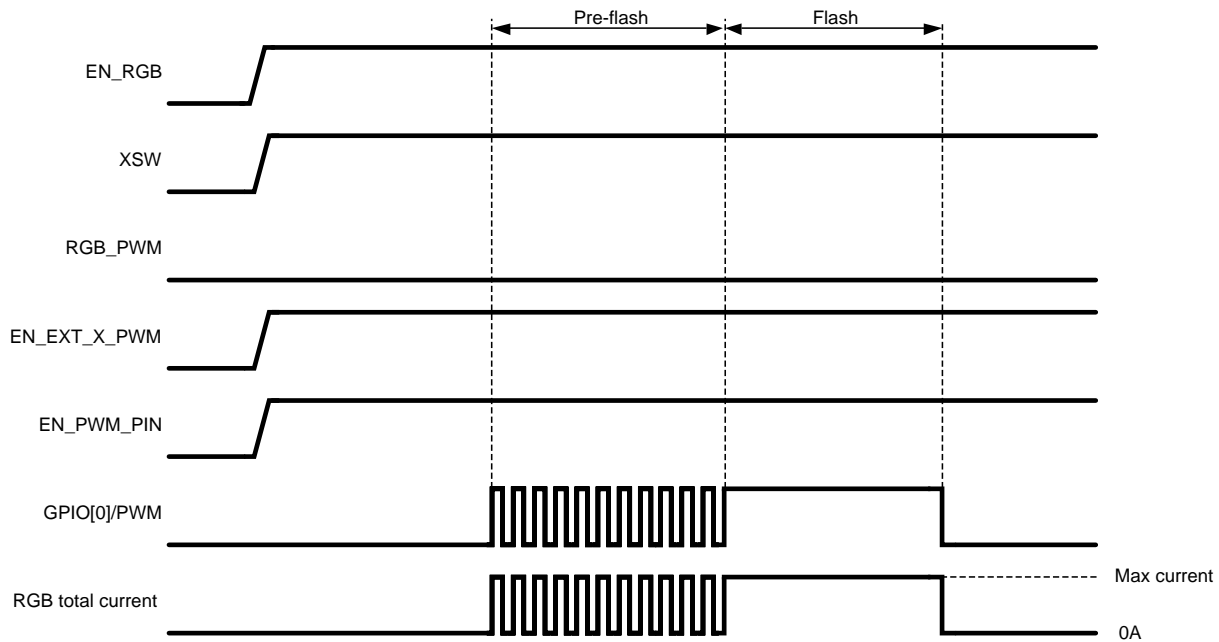 Pre-flash Flash
EN_RGB
XSW
RGB_PWM
EN_EXT_X_PWM
EN_PWM_PIN
GPIO[0]/PWM
Max current
RGB total current
0A